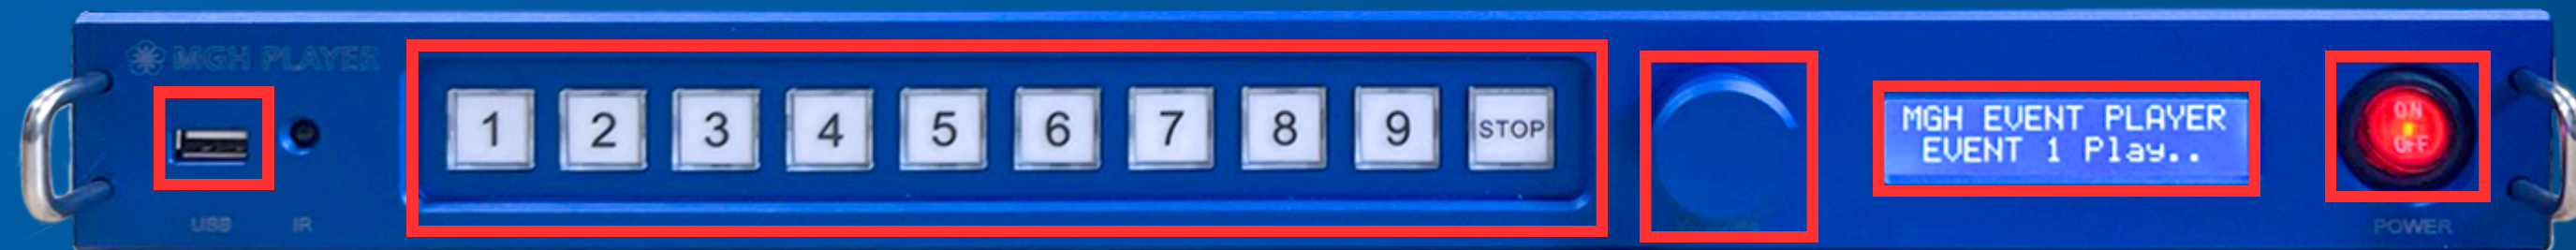 MGH PLAYER
1 2 3 4 5 6 7 8 9 STOP
MGH EVENT PLAYER
EVENT 1 Play..
ON
OFF
USB
IR
POWER